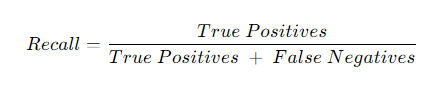 Recall = True Positives / True Positives + False Negatives